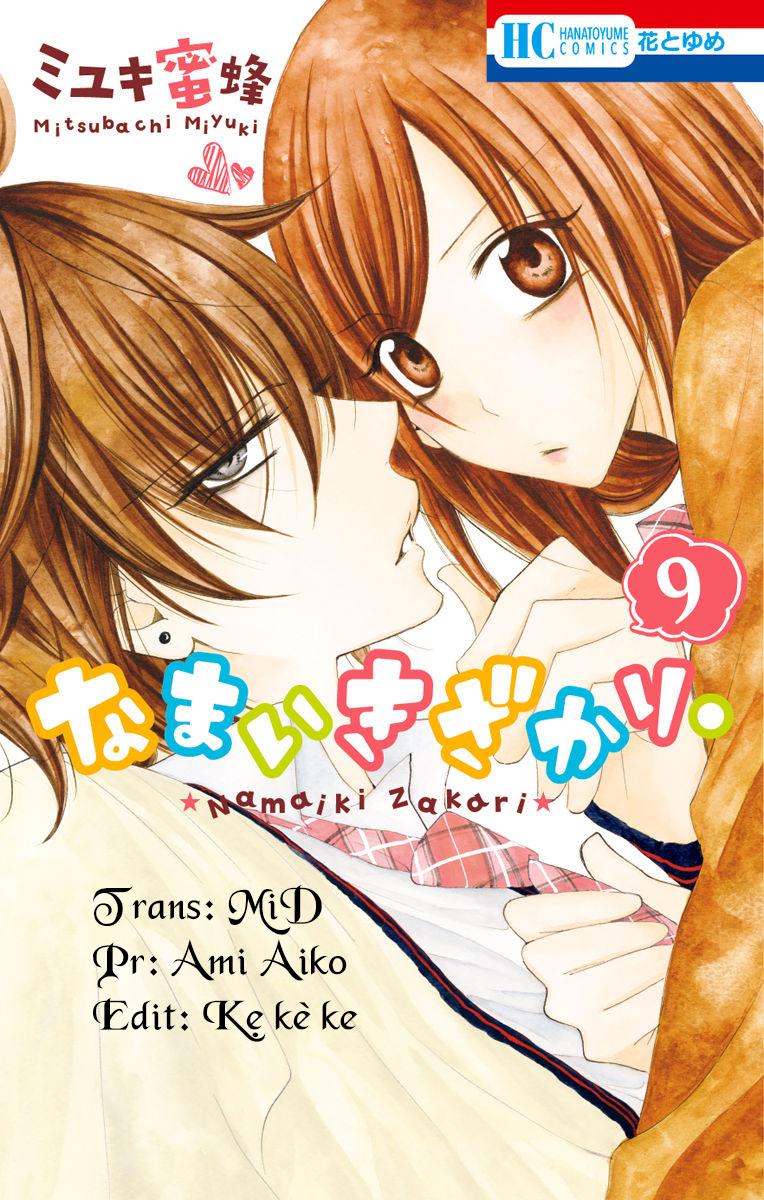 ミユキ蜜蜂
Mitsubachi Miyuki
HC HANATOYUME COMICS 花とゆめ
9
なまいきざかり。
★Namaiki Zakari★
Trans: MiD
Pr: Ami Aiko
Edit: Kẹ kè ke